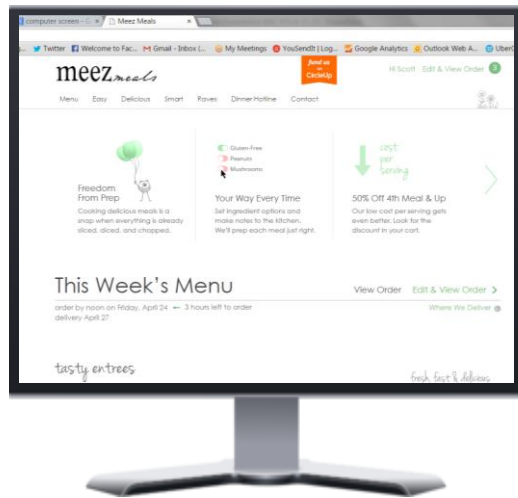 computer screen - G
Meez Meals
Twitter
Welcome to Fac...
Gmail - Inbox (...
My Meetings
YouSendIt | Log...
Google Analytics
Outlook Web A...
UberC
meez meals
fund us
on
CircleUp
Hi Scott Edit & View Order 3
Menu Easy Delicious Smart Raves Dinner Hotline Contact
Gluten-Free
Peanuts
Mushrooms
cost
per
serving
Freedom
From Prep
Cooking delicious meals is a
snap when everything is already
sliced, diced, and chopped.
Your Way Every Time
Set ingredient options and
make notes to the kitchen.
We'll prep each meal just right.
50% Off 4th Meal & Up
Our low cost per serving gets
even better. Look for the
discount in your cart.
This Week's Menu
View Order Edit & View Order >
order by noon on Friday, April 24 ← 3 hours left to order
delivery April 27
Where We Deliver
tasty entrees
fresh, fast & delicious